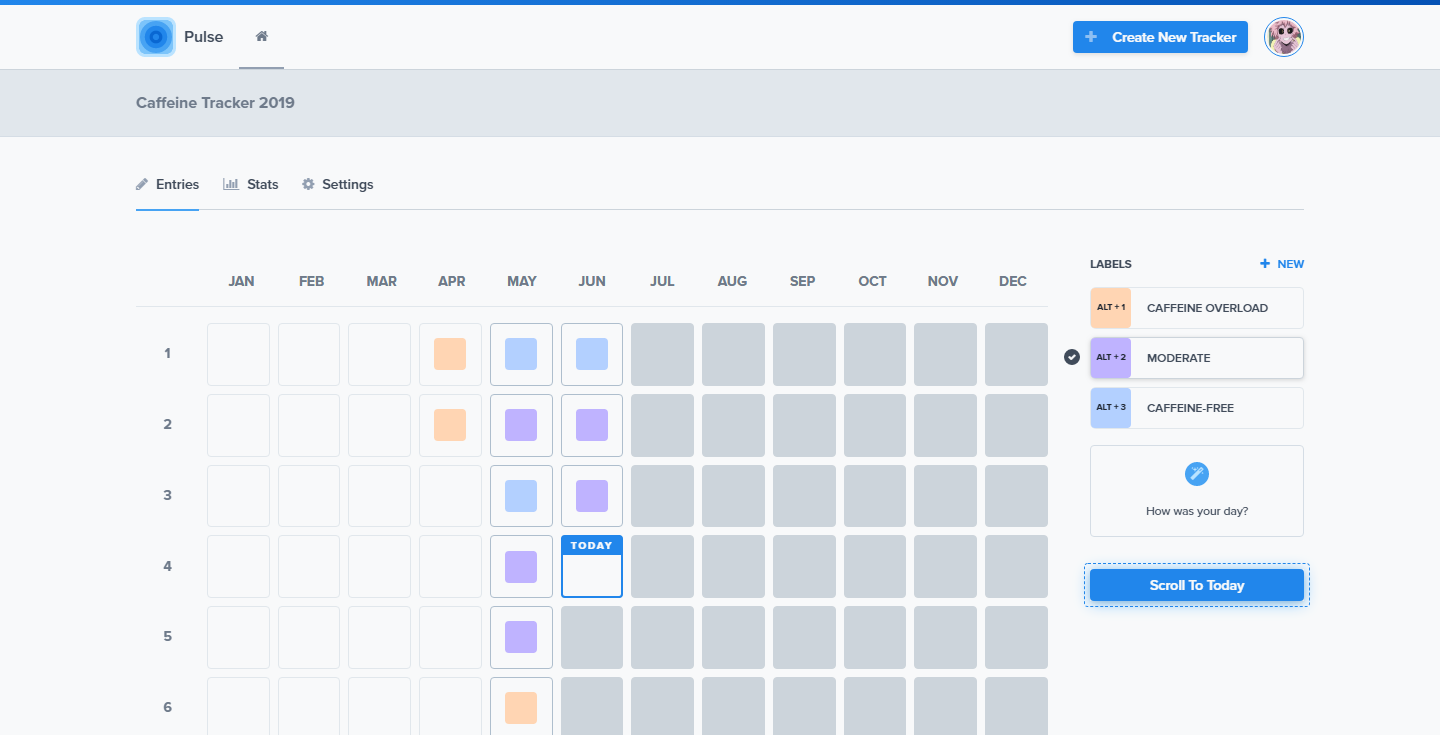 Pulse
Create New Tracker
Caffeine Tracker 2019
Entries Stats Settings
LABELS + NEW
JAN FEB MAR APR MAY JUN JUL AUG SEP OCT NOV DEC
ALT + 1 CAFFEINE OVERLOAD
1
ALT + 2 MODERATE
ALT + 3 CAFFEINE-FREE
2
3
How was your day?
TODAY
4
Scroll To Today
5
6